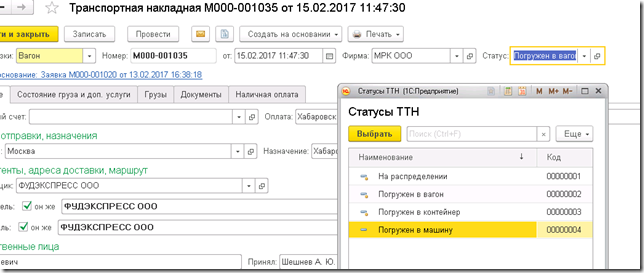 Транспортная накладная М000-001035 от 15.02.2017 11:47:30
и закрыть Записать Провести Создать на основании Печать
зки: Вагон Номер: М000-001035 от: 15.02.2017 11:47:30 Фирма: МРК ООО Статус: Погружен в ваго
основание: Заявка М000-001020 от 13.02.2017 16:38:18
е Состояние груза и доп. услуги Грузы Документы Наличная оплата
ый счет: Оплата: Хабаровск
отправки, назначения
Москва Назначение: Хабар
енты, адреса доставки, маршрут
щик: ФУДЭКСПРЕСС ООО
ель: он же ФУДЭКСПРЕСС ООО
ель: он же ФУДЭКСПРЕСС ООО
твенные лица
евич Принял: Шешнев А. Ю.
Статусы ТТН (1С:Предприятие) M M+ M-
Статусы ТТН
Выбрать Поиск (Ctrl+F) × Еще
Наименование ↓ Код
На распределении 00000001
Погружен в вагон 00000002
Погружен в контейнер 00000003
Погружен в машину 00000004